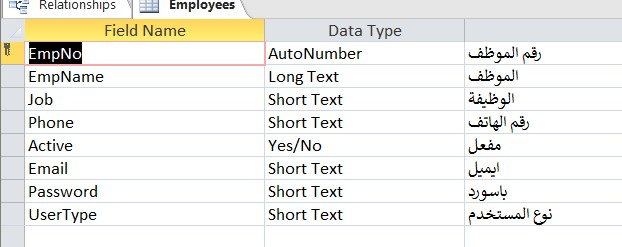 Relationships Employees
Field Name Data Type
EmpNo AutoNumber رقم الموظف
EmpName Long Text الموظف
Job Short Text الوظيفة
Phone Short Text رقم الهاتف
Active Yes/No مفعل
Email Short Text ايميل
Password Short Text باسورد
UserType Short Text نوع المستخدم